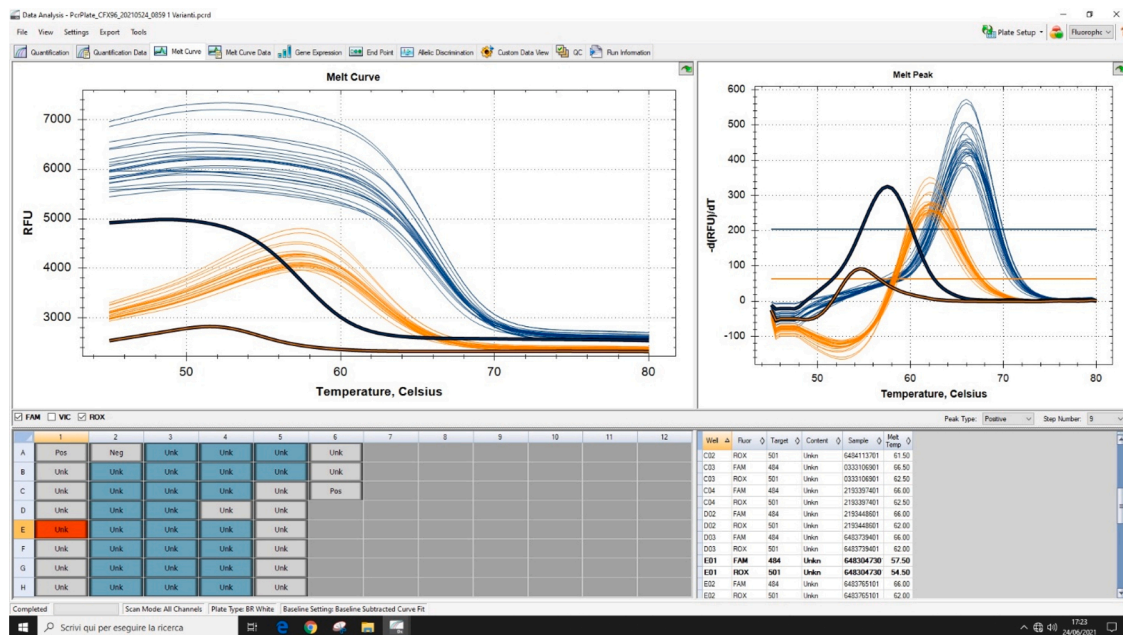 Data Analysis - PcrPlate_CFX96_20210524_0859 1 Varianti.pcrd
File View Settings Export Tools
Plate Setup
Fluoroph
Quantification Quantification Data Melt Curve Melt Curve Data Gene Expression End Point Allelic Discrimination Custom Data View QC Run Information
Melt Curve
RFU
7000
6000
5000
4000
3000
50 60 70 80
Temperature, Celsius
Melt Peak
-d(RFU)/dT
600
500
400
300
200
100
0
-100
50 60 70 80
Temperature, Celsius
FAM VIC ROX
Peak Type: Positive Step Number: 9
1 2 3 4 5 6 7 8 9 10 11 12
A Pos Neg Unk Unk Unk Unk
B Unk Unk Unk Unk Unk Unk
C Unk Unk Unk Unk Unk Pos
D Unk Unk Unk Unk Unk
E Unk Unk Unk Unk Unk
F Unk Unk Unk Unk Unk
G Unk Unk Unk Unk Unk
H Unk Unk Unk Unk Unk
Well Fluor Target Content Sample Melt Temp
C02 ROX 501 Unkn 6484113701 61.50
C03 FAM 484 Unkn 0333106901 66.50
C03 ROX 501 Unkn 0333106901 62.50
C04 FAM 484 Unkn 2193397401 66.00
C04 ROX 501 Unkn 2193397401 62.50
D02 FAM 484 Unkn 2193448601 66.00
D02 ROX 501 Unkn 2193448601 62.00
D03 FAM 484 Unkn 6483739401 66.00
D03 ROX 501 Unkn 6483739401 62.00
E01 FAM 484 Unkn 648304730 57.50
E01 ROX 501 Unkn 648304730 54.50
E02 FAM 484 Unkn 6483765101 66.00
E02 ROX 501 Unkn 6483765101 62.00
Completed Scan Mode: All Channels Plate Type: BR White Baseline Setting: Baseline Subtracted Curve Fit
Scrivi qui per eseguire la ricerca
17:23
24/06/2021